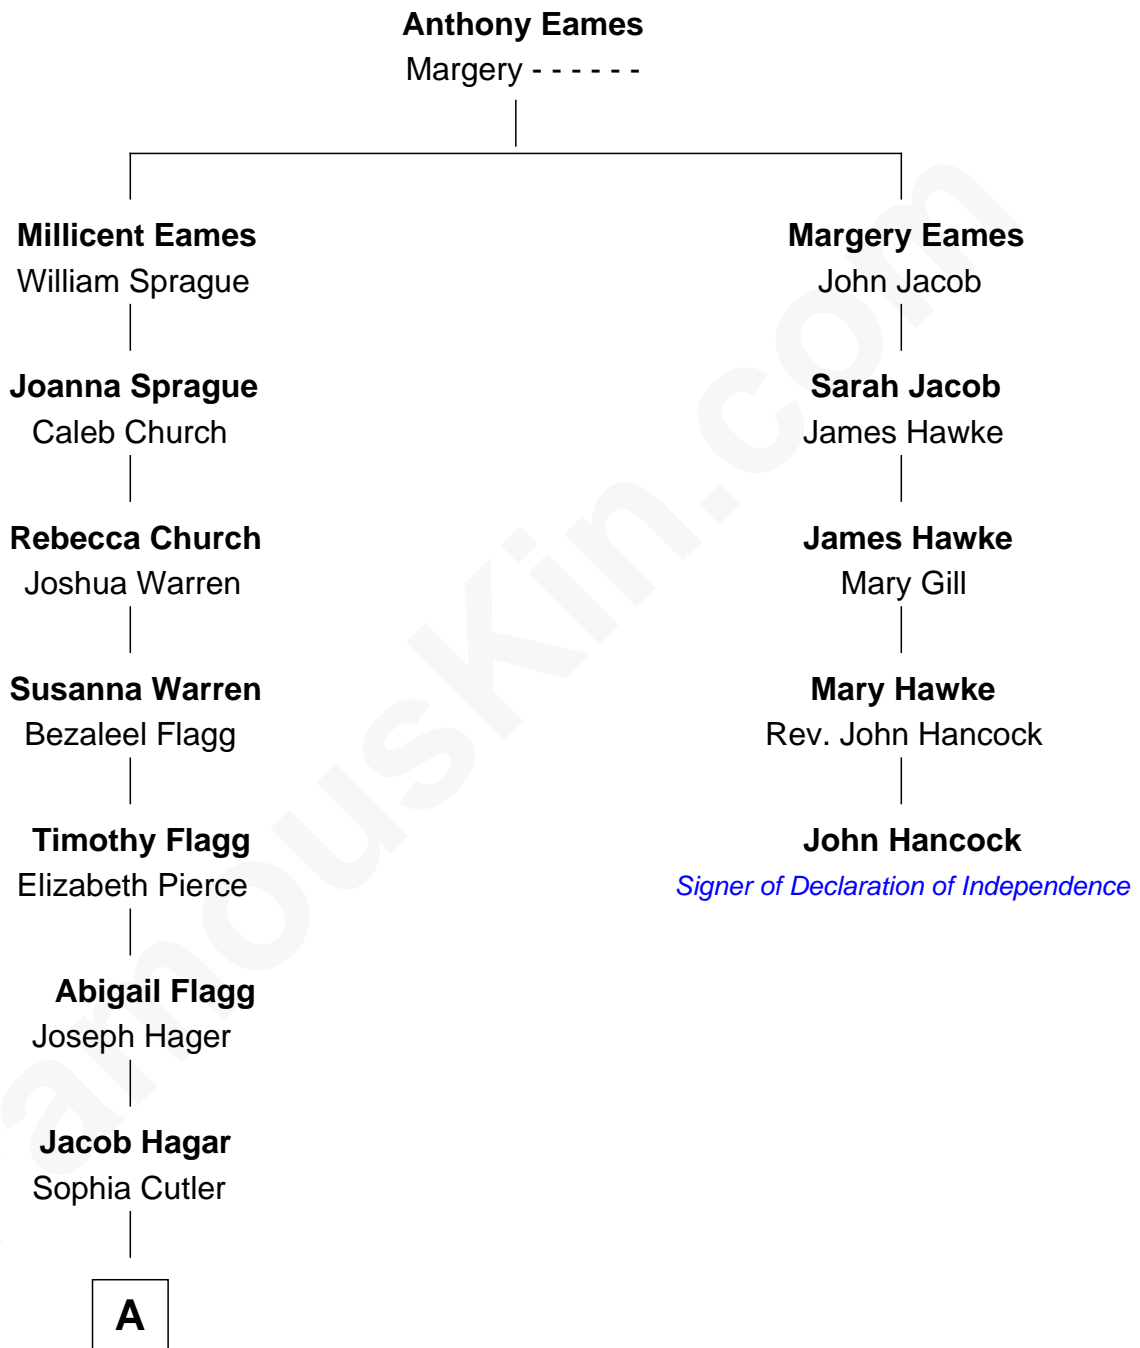 Anthony Eames
Margery - - - - - -
Millicent Eames
William Sprague
Margery Eames
John Jacob
Joanna Sprague
Caleb Church
Sarah Jacob
James Hawke
Rebecca Church
Joshua Warren
James Hawke
Mary Gill
Susanna Warren
Bezaleel Flagg
Mary Hawke
Rev. John Hancock
Timothy Flagg
Elizabeth Pierce
John Hancock
Signer of Declaration of Independence
Abigail Flagg
Joseph Hager
Jacob Hagar
Sophia Cutler
A
amousKin.com